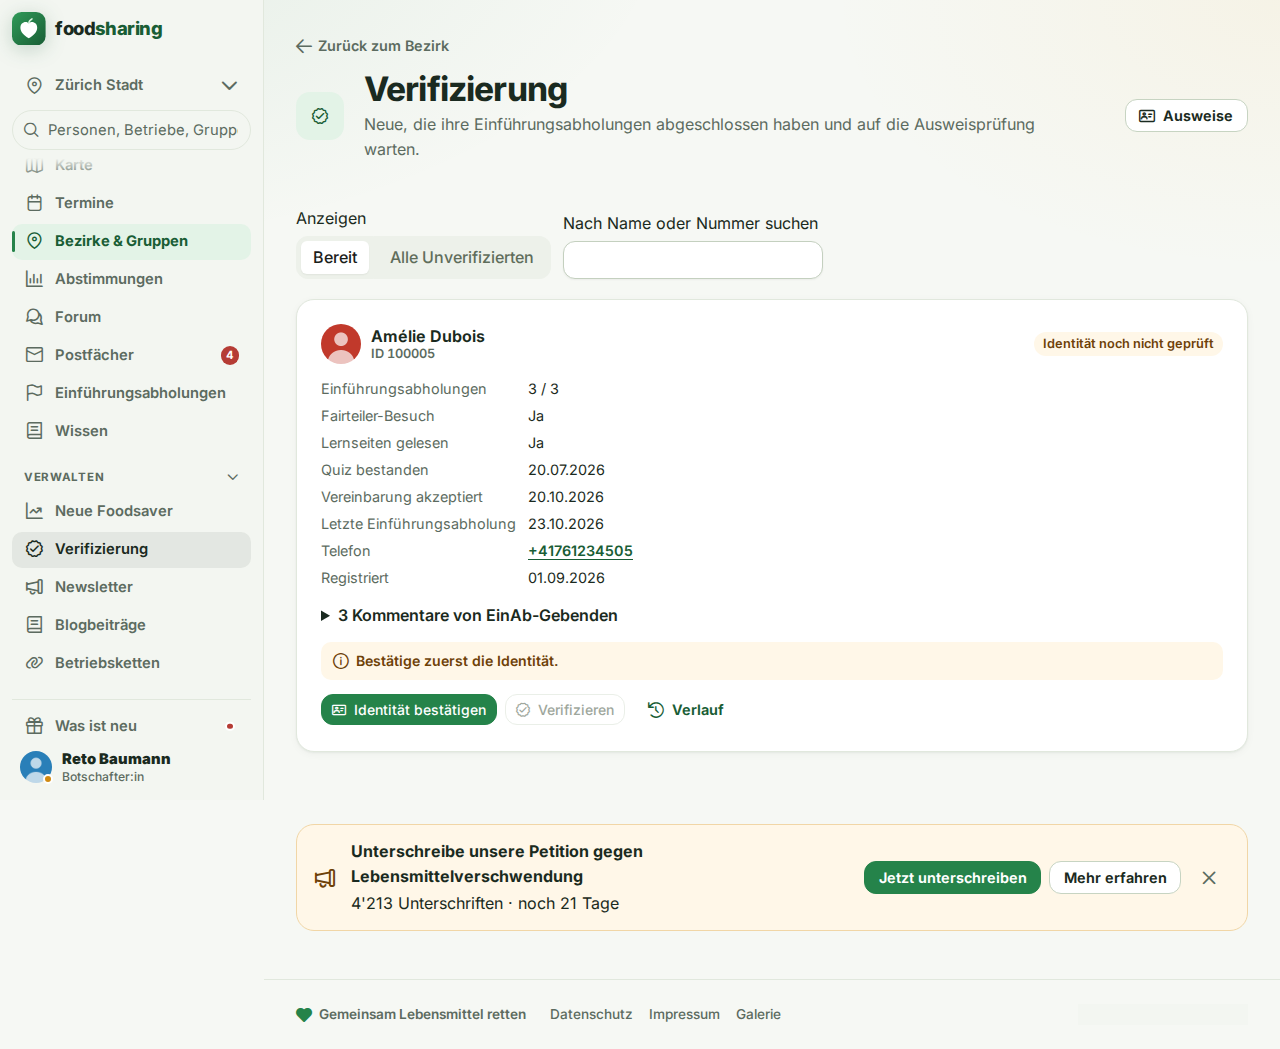 foodsharing
Zürich Stadt
Personen, Betriebe, Grupp
Karte
Termine
Bezirke & Gruppen
Abstimmungen
Forum
Postfächer 4
Einführungsabholungen
Wissen
VERWALTEN
Neue Foodsaver
Verifizierung
Newsletter
Blogbeiträge
Betriebsketten
Was ist neu
Reto Baumann
Botschafter:in
Zurück zum Bezirk
Verifizierung
Neue, die ihre Einführungsabholungen abgeschlossen haben und auf die Ausweisprüfung
warten.
Ausweise
Anzeigen
Bereit Alle Unverifizierten
Nach Name oder Nummer suchen
Amélie Dubois
ID 100005
Identität noch nicht geprüft
Einführungsabholungen 3 / 3
Fairteiler-Besuch Ja
Lernseiten gelesen Ja
Quiz bestanden 20.07.2026
Vereinbarung akzeptiert 20.10.2026
Letzte Einführungsabholung 23.10.2026
Telefon +41761234505
Registriert 01.09.2026
3 Kommentare von EinAb-Gebenden
Bestätige zuerst die Identität.
Identität bestätigen Verifizieren Verlauf
Unterschreibe unsere Petition gegen
Lebensmittelverschwendung
4'213 Unterschriften · noch 21 Tage
Jetzt unterschreiben Mehr erfahren
Gemeinsam Lebensmittel retten Datenschutz Impressum Galerie